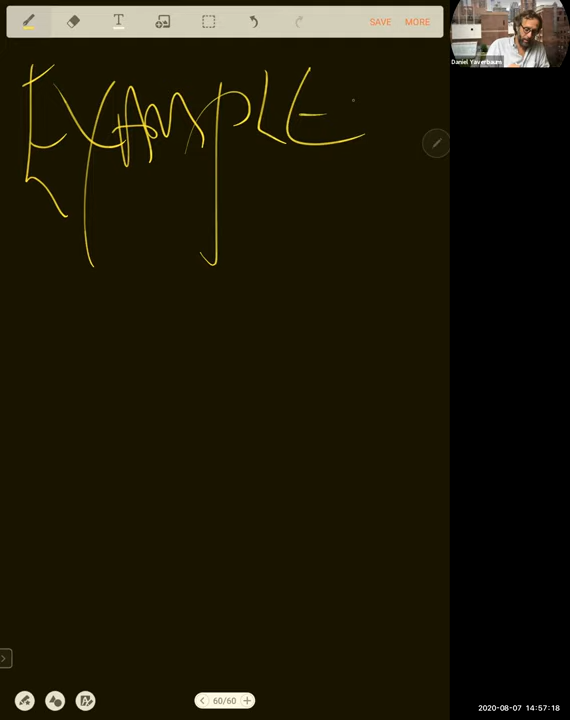 T
SAVE MORE
Daniel Yaverbaum
EXAMPLE
60/60
2020-08-07 14:57:18